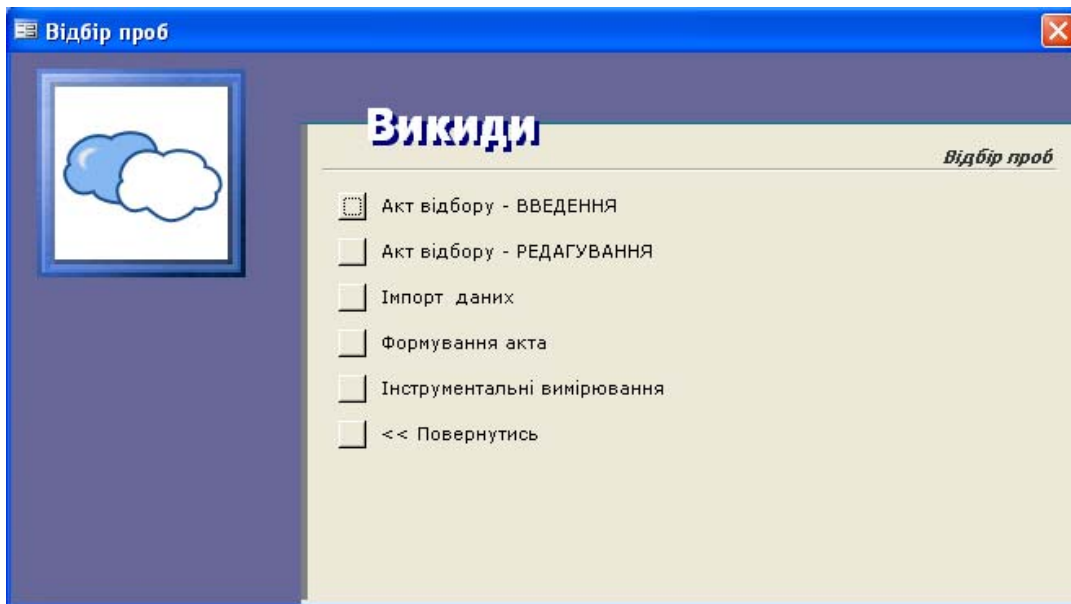 Відбір проб
Викиди
Відбір проб
Акт відбору - ВВЕДЕННЯ
Акт відбору - РЕДАГУВАННЯ
Імпорт даних
Формування акта
Інструментальні вимірювання
<< Повернутись